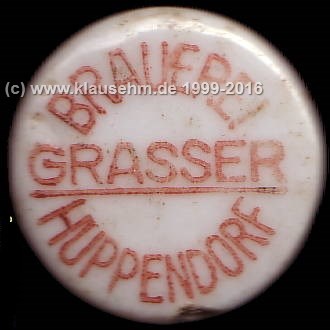 BRAUEREI
(c) www.klausehm.de 1999-2016
GRASSER
HUPPENDORF